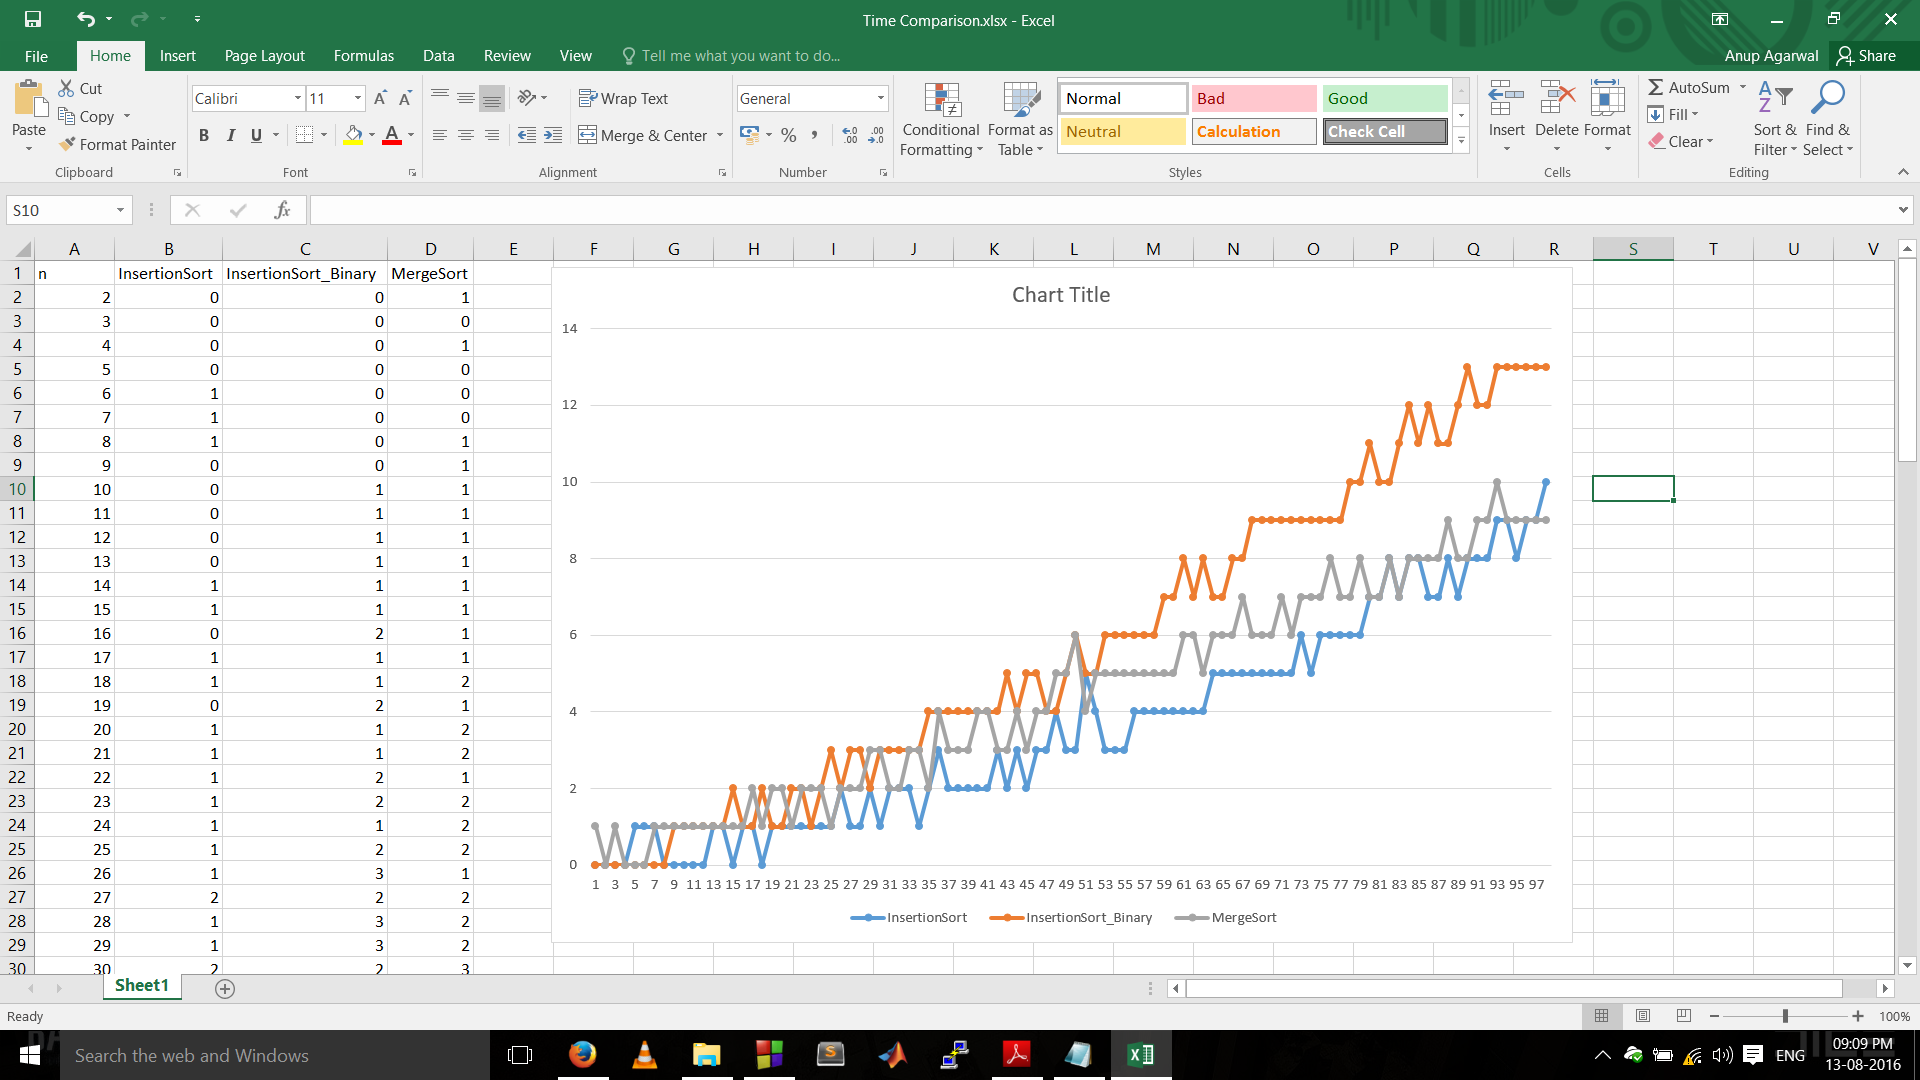 Time Comparison.xlsx - Excel
File Home Insert Page Layout Formulas Data Review View Tell me what you want to do... Anup Agarwal Share
Cut
Copy
Format Painter
Paste
Clipboard
Calibri 11
B I U
Font
Wrap Text
Merge & Center
Alignment
General
% ,
Number
Conditional Formatting
Format as Table
Normal Bad Good
Neutral Calculation Check Cell
Styles
Insert Delete Format
Cells
AutoSum
Fill
Clear
Sort & Filter
Find & Select
Editing
S10 fx
A B C D E F G H I J K L M N O P Q R S T U V
1 n InsertionSort InsertionSort_Binary MergeSort
2 2 0 0 1
3 3 0 0 0
4 4 0 0 1
5 5 0 0 0
6 6 1 0 0
7 7 1 0 0
8 8 1 0 1
9 9 0 0 1
10 10 0 1 1
11 11 0 1 1
12 12 0 1 1
13 13 0 1 1
14 14 1 1 1
15 15 1 1 1
16 16 0 2 1
17 17 1 1 1
18 18 1 1 2
19 19 0 2 1
20 20 1 1 2
21 21 1 1 2
22 22 1 2 1
23 23 1 2 2
24 24 1 1 2
25 25 1 2 2
26 26 1 3 1
27 27 2 2 2
28 28 1 3 2
29 29 1 3 2
30 30 2 2 3
Chart Title
14
12
10
8
6
4
2
0
1 3 5 7 9 11 13 15 17 19 21 23 25 27 29 31 33 35 37 39 41 43 45 47 49 51 53 55 57 59 61 63 65 67 69 71 73 75 77 79 81 83 85 87 89 91 93 95 97
InsertionSort InsertionSort_Binary MergeSort
Sheet1
Ready
100%
Search the web and Windows
ENG
09:09 PM
13-08-2016